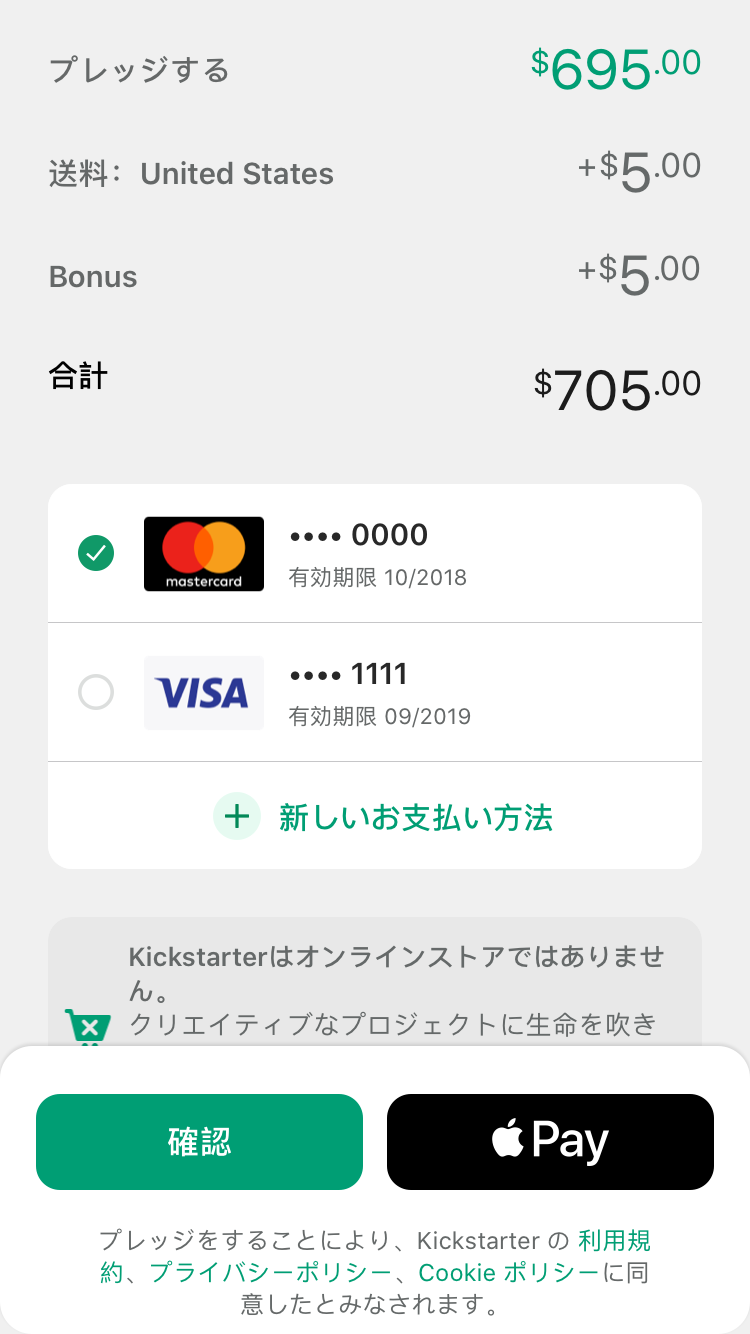 プレッジする $695.00
送料： United States +$5.00
Bonus +$5.00
合計 $705.00
mastercard
•••• 0000
有効期限 10/2018
VISA
•••• 1111
有効期限 09/2019
+ 新しいお支払い方法
Kickstarterはオンラインストアではありませ
ん。
クリエイティブなプロジェクトに生命を吹き
確認
Pay
プレッジをすることにより、Kickstarter の 利用規
約、プライバシーポリシー、Cookie ポリシーに同
意したとみなされます。